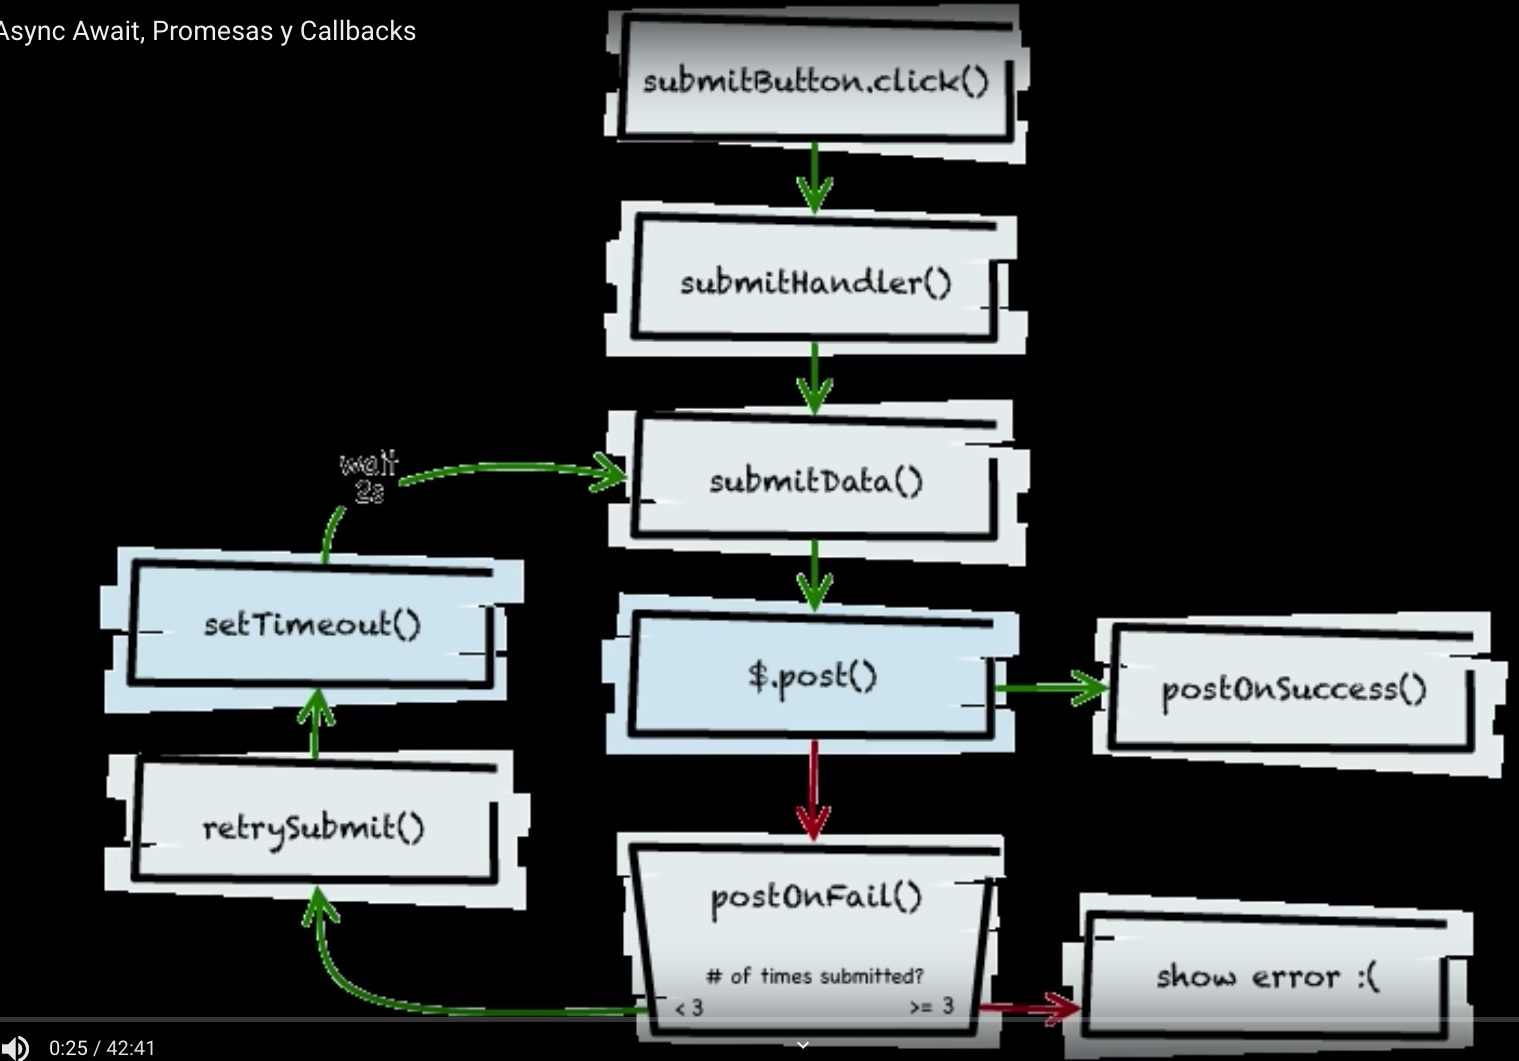 Async Await, Promesas y Callbacks
submitButton.click()
submitHandler()
wait
2s
submitData()
setTimeout()
$.post()
postOnSuccess()
retrySubmit()
postOnFail()
# of times submitted?
< 3
>= 3
show error :(
0:25 / 42:41